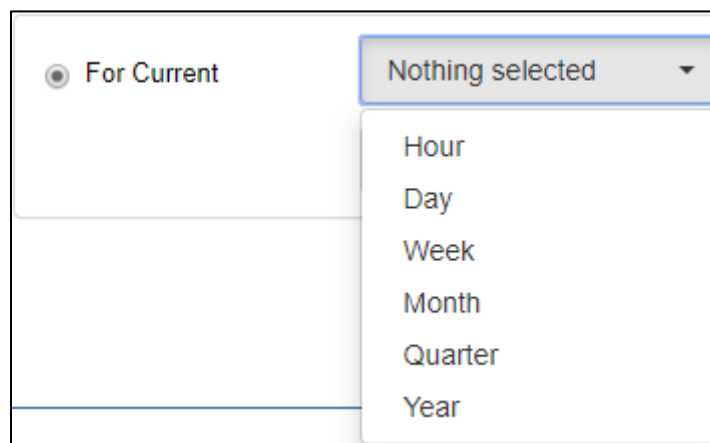 For Current Nothing selected
Hour
Day
Week
Month
Quarter
Year